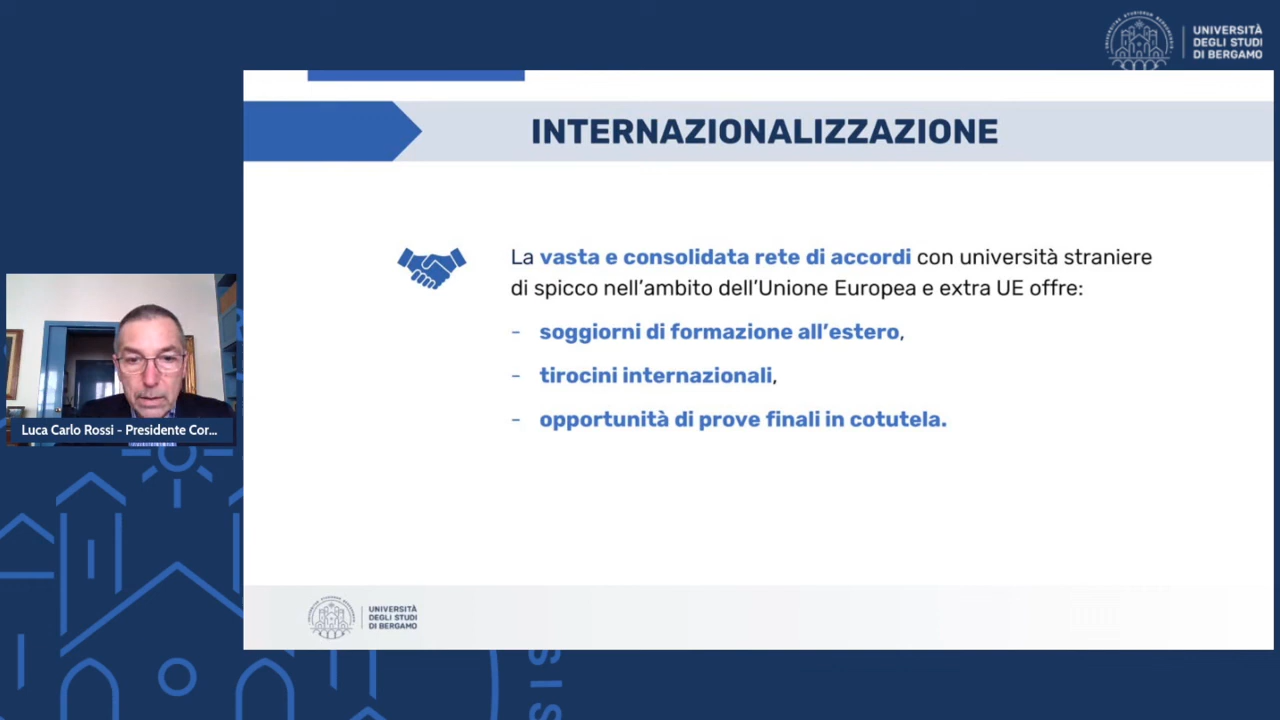 UNIVERSITÀ
DEGLI STUDI
DI BERGAMO
INTERNAZIONALIZZAZIONE
La vasta e consolidata rete di accordi con università straniere
di spicco nell'ambito dell'Unione Europea e extra UE offre:
- soggiorni di formazione all'estero,
- tirocini internazionali,
- opportunità di prove finali in cotutela.
Luca Carlo Rossi - Presidente Cor...
UNIVERSITÀ
DEGLI STUDI
DI BERGAMO